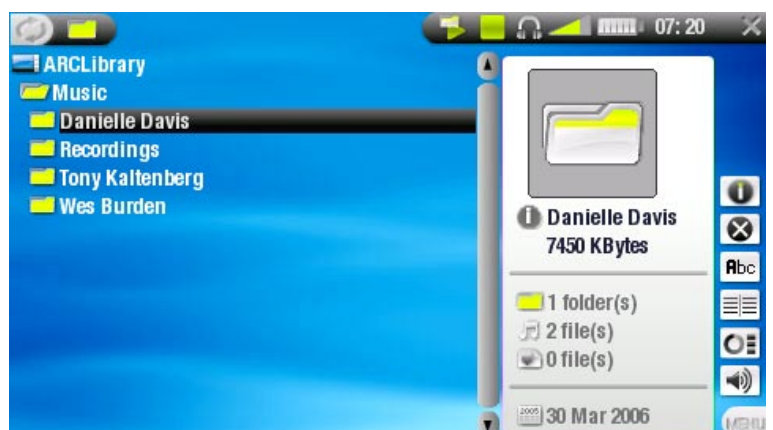 07:20
ARCLibrary
Music
Danielle Davis
Recordings
Tony Kaltenberg
Wes Burden
Danielle Davis
7450 KBytes
1 folder(s)
2 file(s)
0 file(s)
2005
30 Mar 2006
Abc
MENU